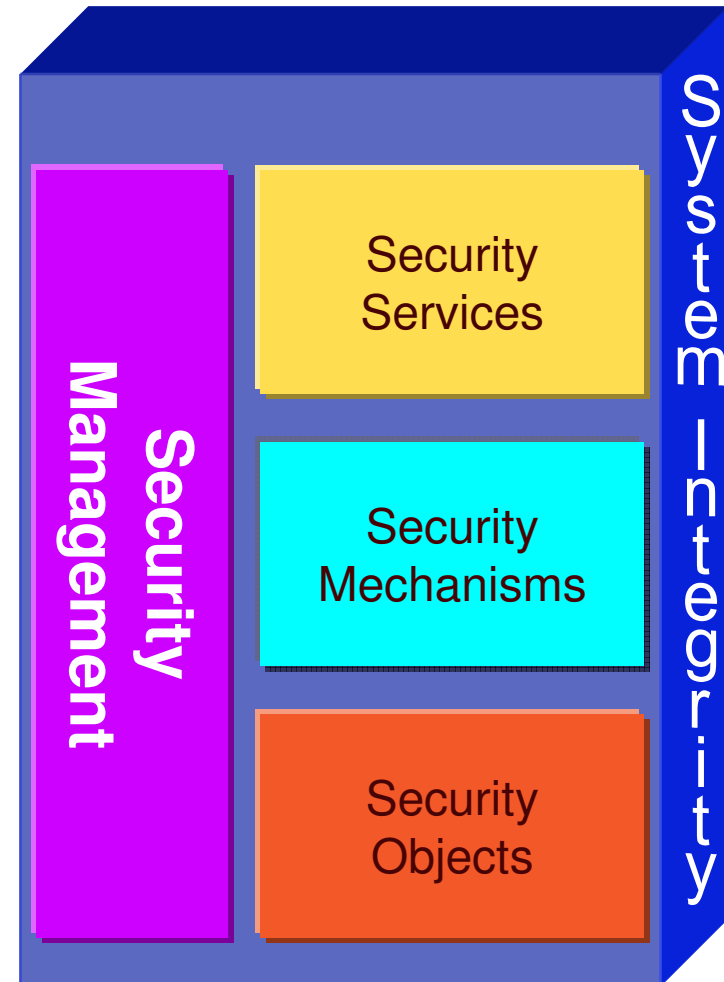 Security
Management
Security
Services
Security
Mechanisms
Security
Objects
System Integrity